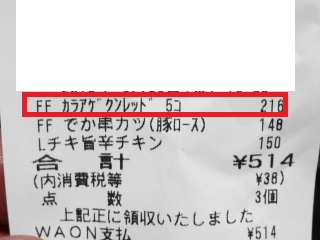 FF カラアゲクンレッド 5コ 216
FF でか串カツ(豚ロース) 148
Lチキ旨辛チキン 150
合 計 ¥514
(内消費税等 ¥38)
点 数 3個
上記正に領収いたしました
WAON支払 ¥514